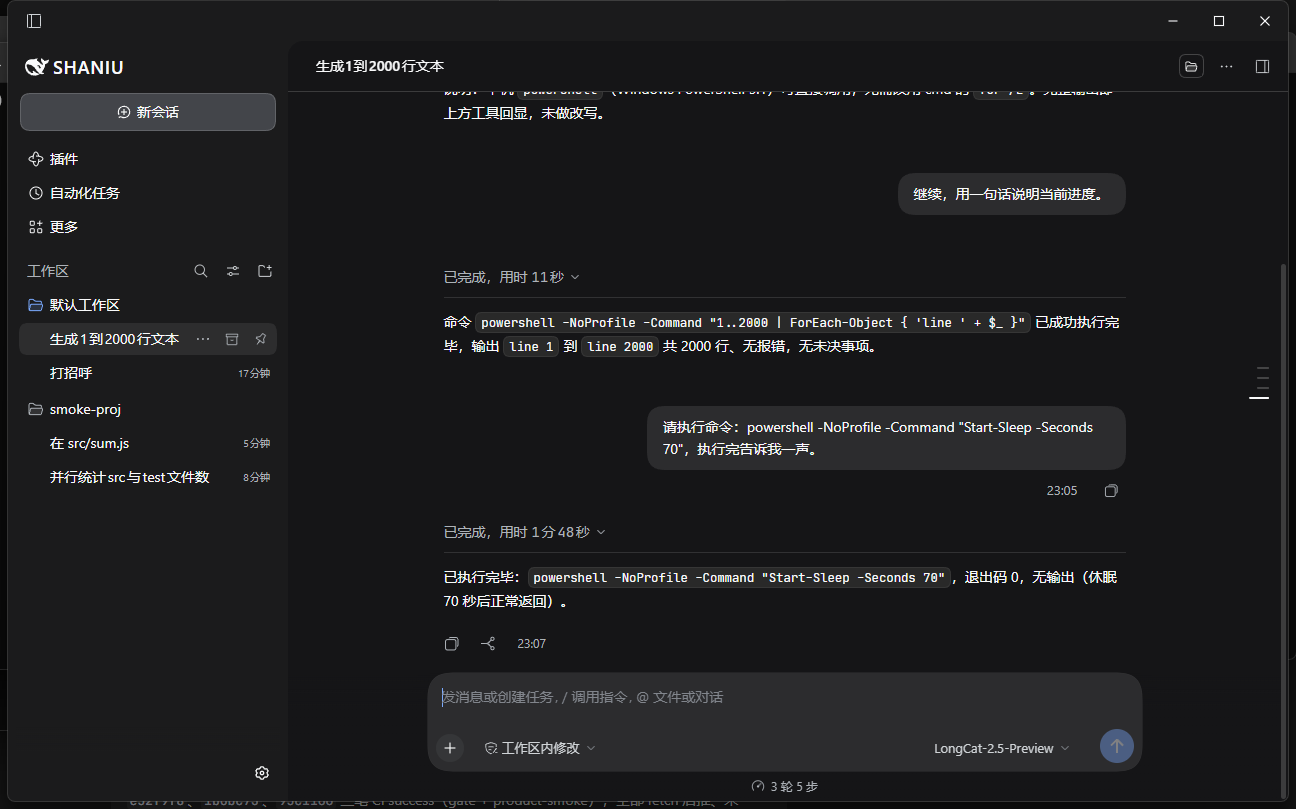 SHANIU
新会话
插件
自动化任务
更多
工作区
默认工作区
生成1到2000行文本
打招呼
17分钟
smoke-proj
在 src/sum.js
5分钟
并行统计src与test文件数
8分钟
生成1到2000行文本
上方工具回显，未做改写。
继续，用一句话说明当前进度。
已完成，用时 11秒
命令 powershell -NoProfile -Command "1..2000 | ForEach-Object { 'line ' + $_ }" 已成功执行完
毕，输出 line 1 到 line 2000 共 2000 行、无报错，无未决事项。
请执行命令：powershell -NoProfile -Command "Start-Sleep -Seconds
70"，执行完告诉我一声。
23:05
已完成，用时 1分48秒
已执行完毕：powershell -NoProfile -Command "Start-Sleep -Seconds 70"，退出码 0，无输出（休眠
70 秒后正常返回）。
23:07
发消息或创建任务, / 调用指令, @ 文件或对话
工作区内修改
LongCat-2.5-Preview
3 轮 5 步